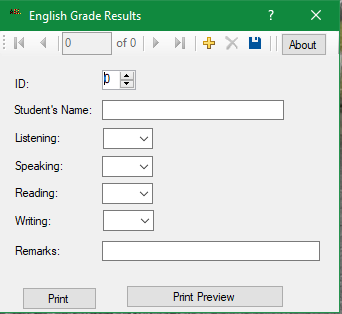 English Grade Results ?
0 of 0 About
ID: 0
Student's Name:
Listening:
Speaking:
Reading:
Writing:
Remarks:
Print Print Preview